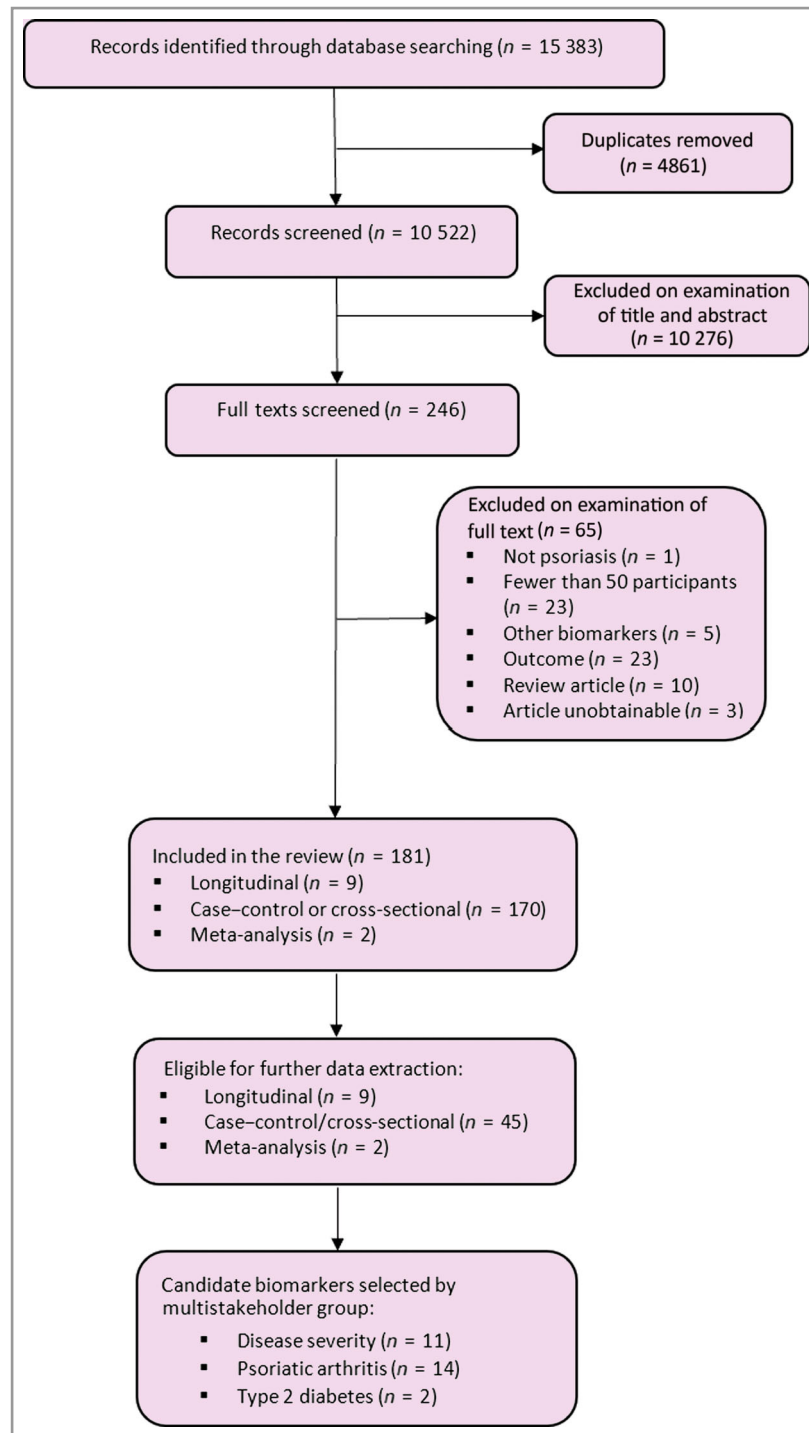 Records identified through database searching (n = 15 383)
Duplicates removed
(n = 4861)
Records screened (n = 10 522)
Excluded on examination
of title and abstract
(n = 10 276)
Full texts screened (n = 246)
Excluded on examination of
full text (n = 65)
▪ Not psoriasis (n = 1)
▪ Fewer than 50 participants
(n = 23)
▪ Other biomarkers (n = 5)
▪ Outcome (n = 23)
▪ Review article (n = 10)
▪ Article unobtainable (n = 3)
Included in the review (n = 181)
▪ Longitudinal (n = 9)
▪ Case–control or cross-sectional (n = 170)
▪ Meta-analysis (n = 2)
Eligible for further data extraction:
▪ Longitudinal (n = 9)
▪ Case–control/cross-sectional (n = 45)
▪ Meta-analysis (n = 2)
Candidate biomarkers selected by
multistakeholder group:
▪ Disease severity (n = 11)
▪ Psoriatic arthritis (n = 14)
▪ Type 2 diabetes (n = 2)